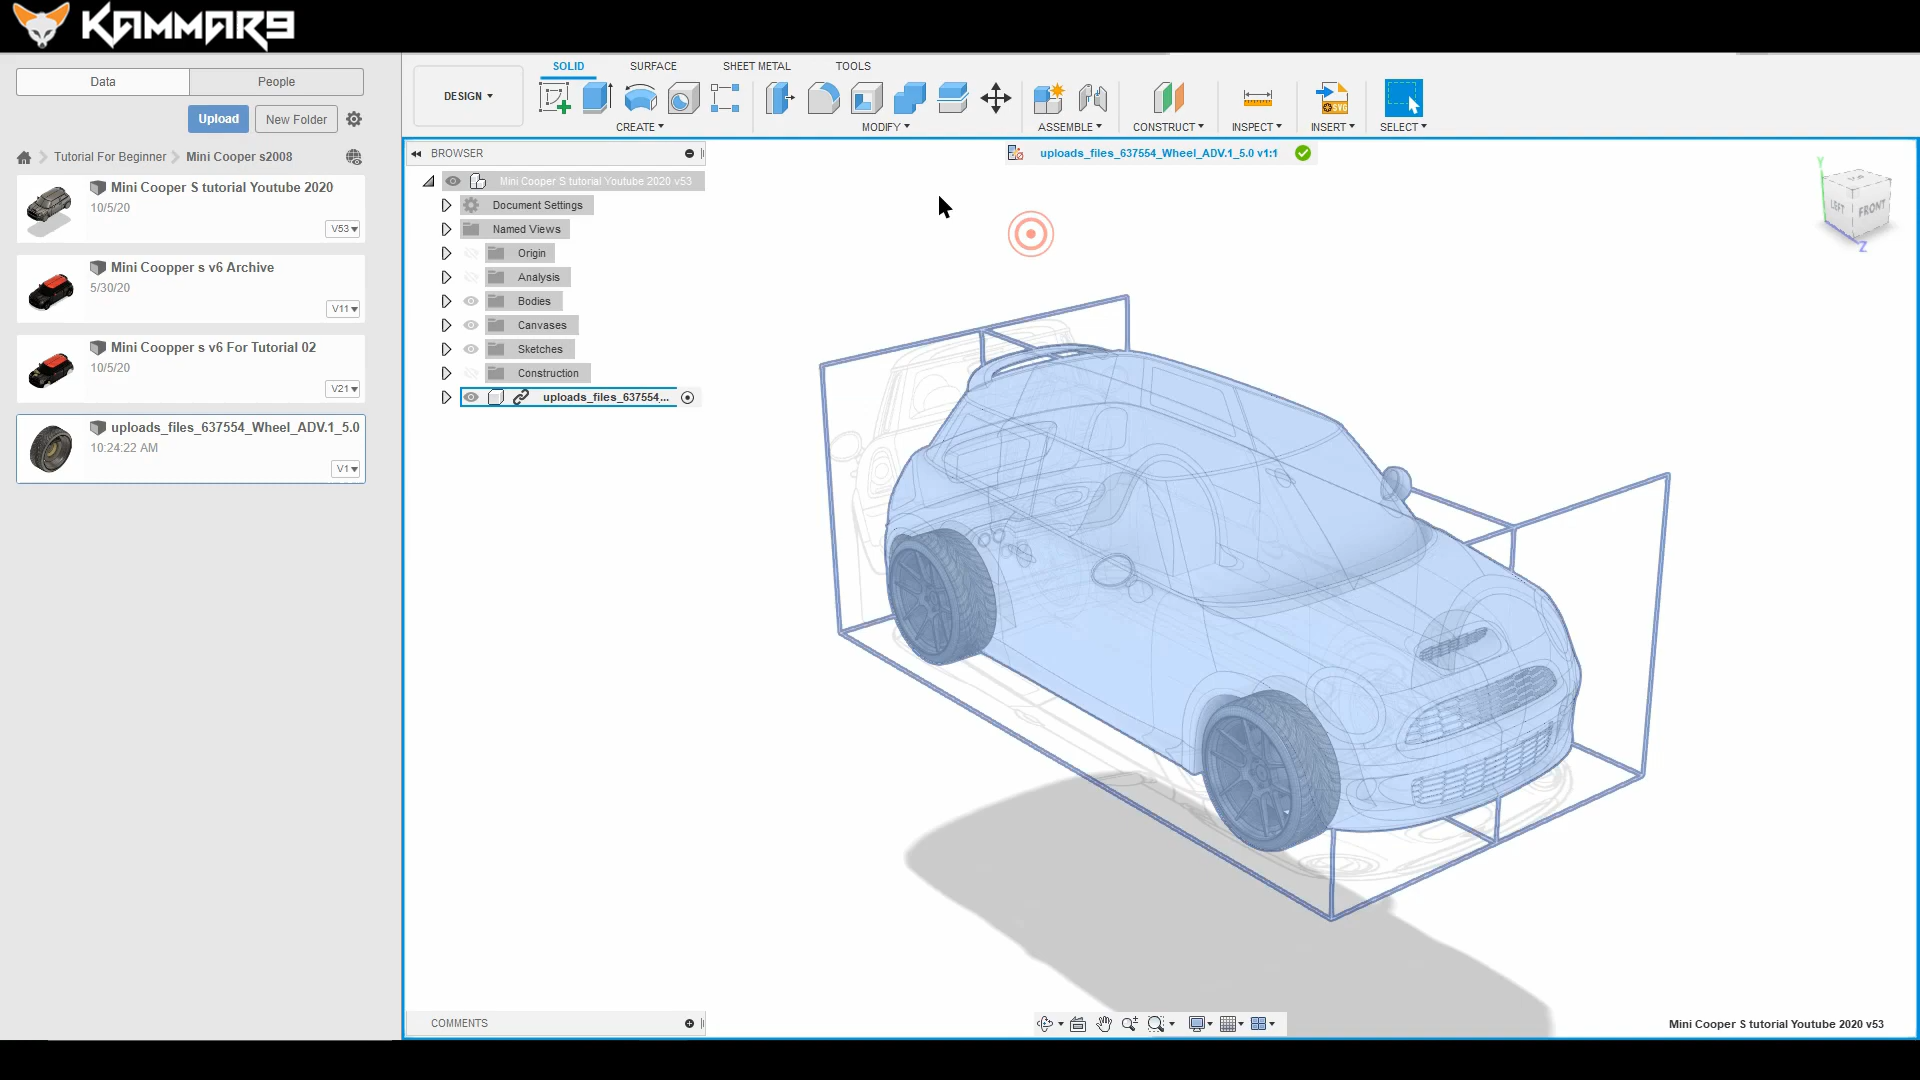 KAMMAR9
Data
People
Upload
New Folder
Tutorial For Beginner
Mini Cooper s2008
Mini Cooper S tutorial Youtube 2020
10/5/20
V53
Mini Coopper s v6 Archive
5/30/20
V11
Mini Coopper s v6 For Tutorial 02
10/5/20
V21
uploads_files_637554_Wheel_ADV.1_5.0
10:24:22 AM
V1
DESIGN
SOLID
SURFACE
SHEET METAL
TOOLS
CREATE
MODIFY
ASSEMBLE
CONSTRUCT
INSPECT
INSERT
SVG
SELECT
BROWSER
Mini Cooper S tutorial Youtube 2020 v53
Document Settings
Named Views
Origin
Analysis
Bodies
Canvases
Sketches
Construction
uploads_files_637554...
uploads_files_637554_Wheel_ADV.1_5.0 v1:1
Y
LEFT
FRONT
Z
COMMENTS
Mini Cooper S tutorial Youtube 2020 v53